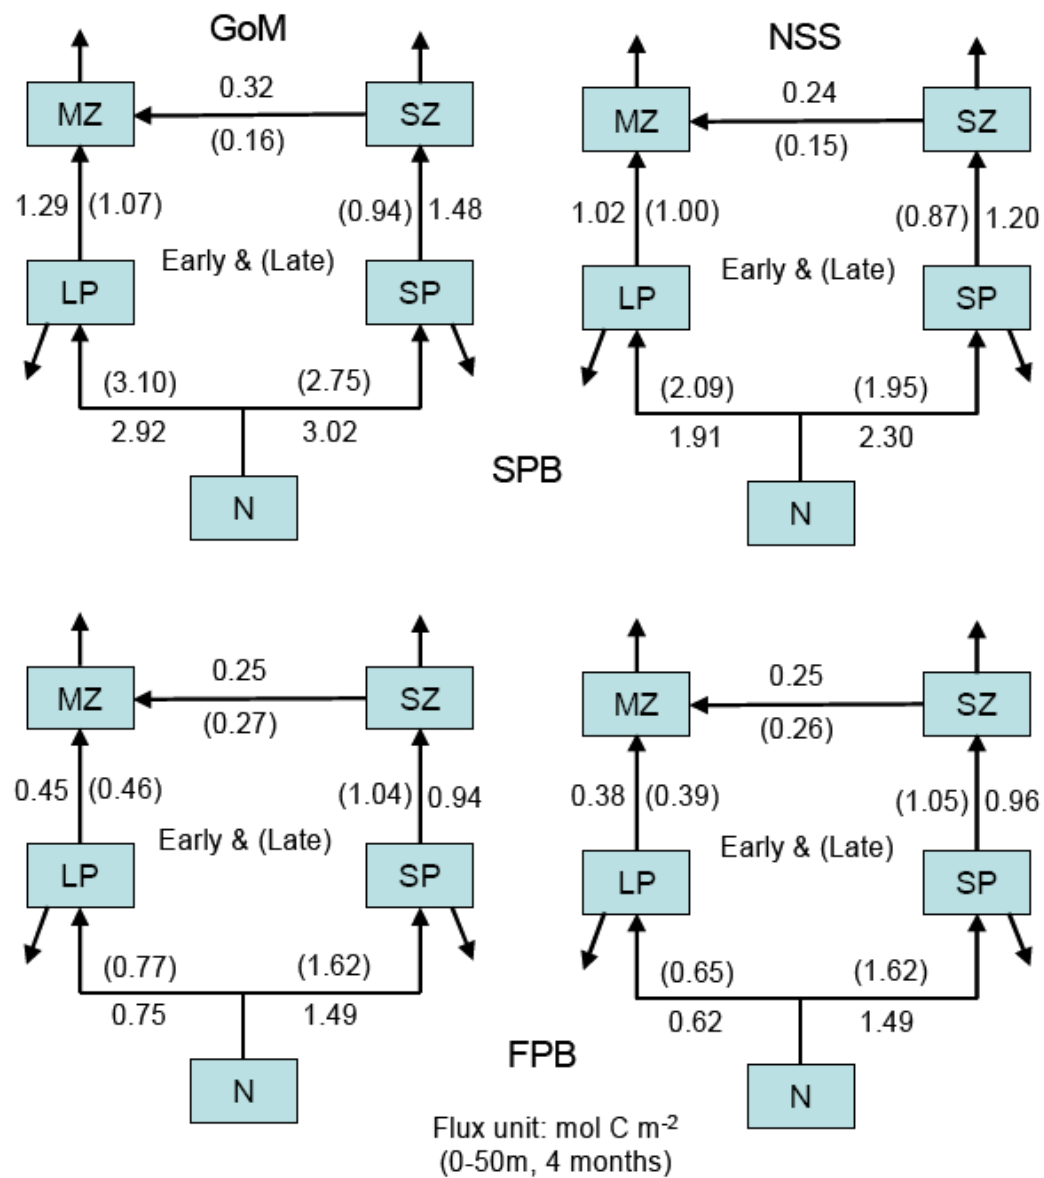 GoM
MZ
0.32
(0.16)
SZ
1.29
(1.07)
(0.94)
1.48
Early & (Late)
LP
SP
(3.10)
(2.75)
2.92
3.02
N
NSS
MZ
0.24
(0.15)
SZ
1.02
(1.00)
(0.87)
1.20
Early & (Late)
LP
SP
(2.09)
(1.95)
1.91
2.30
N
SPB
MZ
0.25
(0.27)
SZ
0.45
(0.46)
(1.04)
0.94
Early & (Late)
LP
SP
(0.77)
(1.62)
0.75
1.49
N
MZ
0.25
(0.26)
SZ
0.38
(0.39)
(1.05)
0.96
Early & (Late)
LP
SP
(0.65)
(1.62)
0.62
1.49
N
FPB
Flux unit: mol C m⁻²
(0-50m, 4 months)